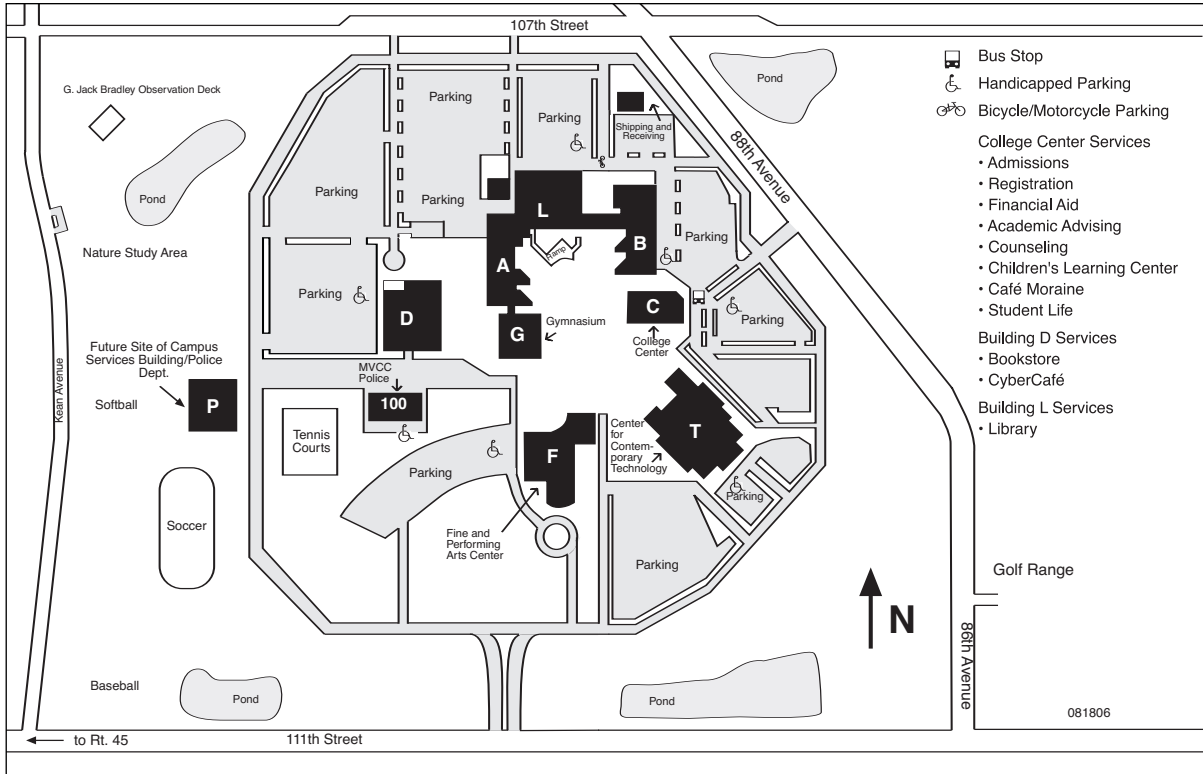 107th Street
G. Jack Bradley Observation Deck
Pond
Nature Study Area
Kean Avenue
Parking
Parking
Parking
Parking
Parking
Shipping and
Receiving
Pond
88th Avenue
Bus Stop
Handicapped Parking
Bicycle/Motorcycle Parking
College Center Services
• Admissions
• Registration
• Financial Aid
• Academic Advising
• Counseling
• Children's Learning Center
• Café Moraine
• Student Life
Building D Services
• Bookstore
• CyberCafé
Building L Services
• Library
L
B
A
Ramp
Parking
Parking
D
G
Gymnasium
C
College
Center
Parking
Future Site of Campus
Services Building/Police
Dept.
Softball
P
MVCC
Police
100
Tennis
Courts
Parking
F
Center
for
Contem-
porary
Technology
T
Parking
Soccer
Fine and
Performing
Arts Center
Parking
N
Golf Range
86th Avenue
Baseball
Pond
Pond
081806
to Rt. 45
111th Street